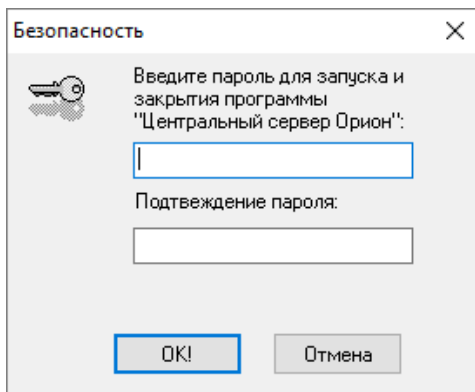 Безопасность
Введите пароль для запуска и
закрытия программы
"Центральный сервер Орион":
Подтвеждение пароля:
OK!
Отмена